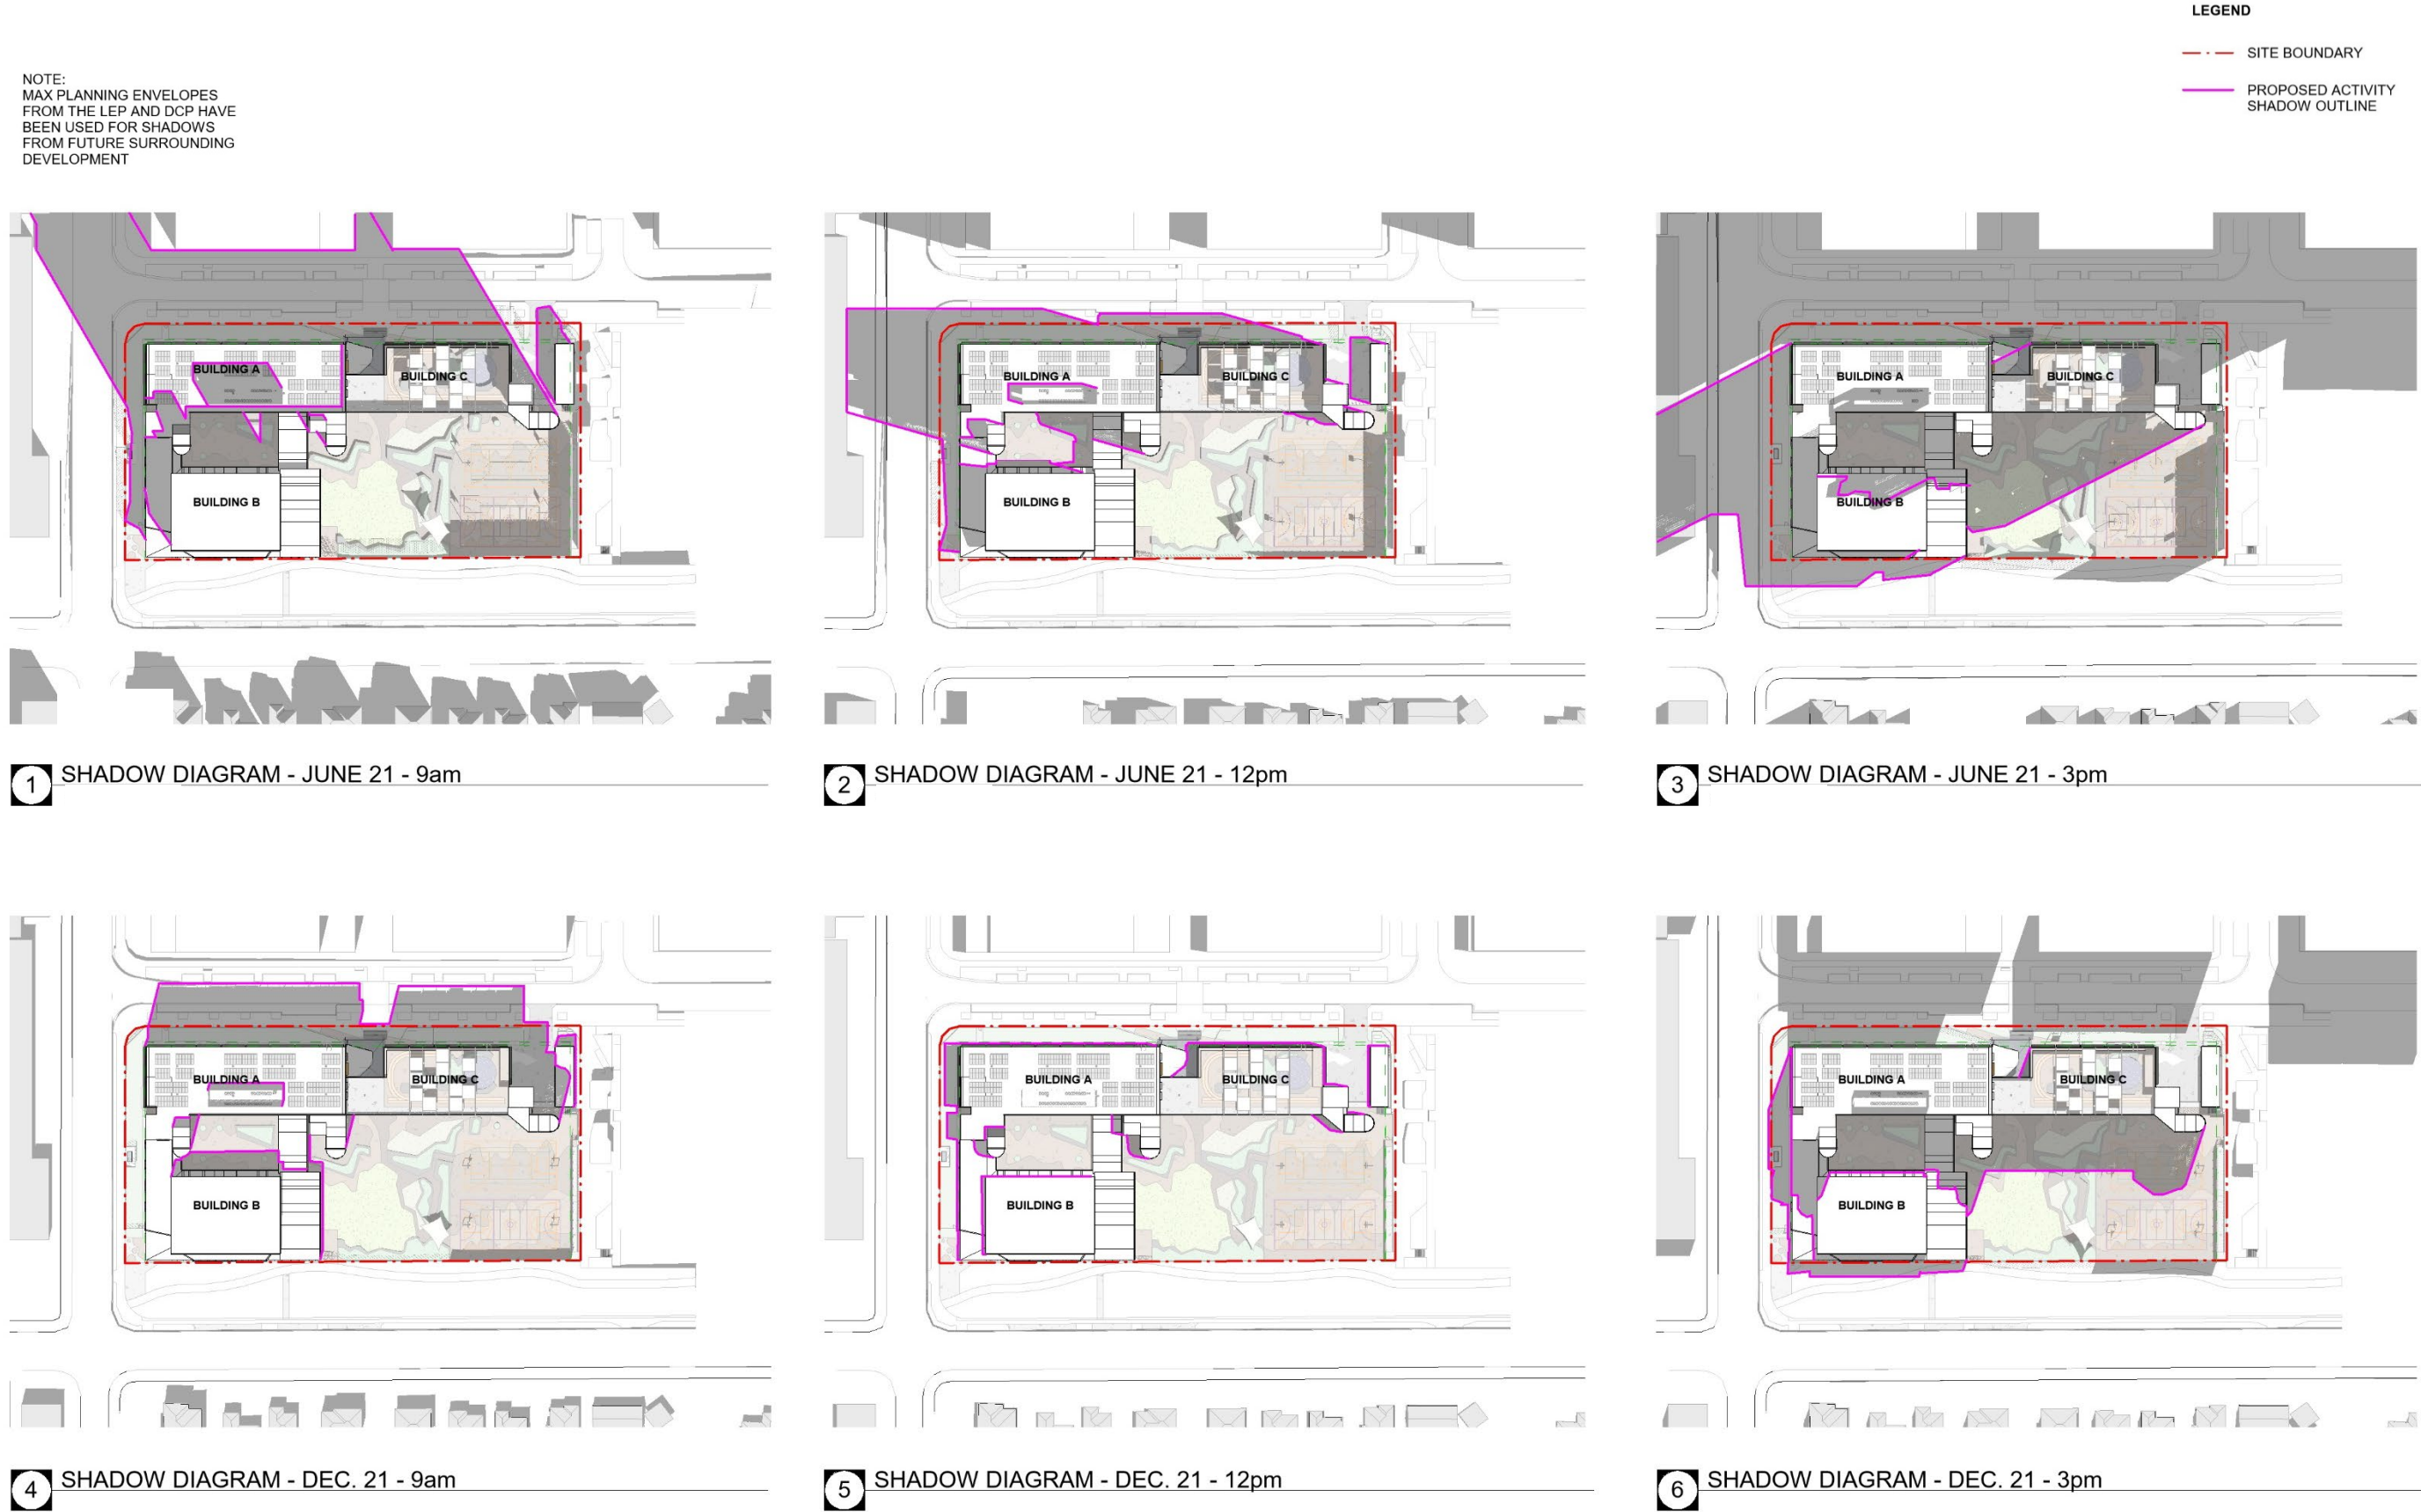 LEGEND
SITE BOUNDARY
PROPOSED ACTIVITY
SHADOW OUTLINE
NOTE:
MAX PLANNING ENVELOPES
FROM THE LEP AND DCP HAVE
BEEN USED FOR SHADOWS
FROM FUTURE SURROUNDING
DEVELOPMENT
BUILDING A
BUILDING C
BUILDING B
1 SHADOW DIAGRAM - JUNE 21 - 9am
BUILDING A
BUILDING C
BUILDING B
2 SHADOW DIAGRAM - JUNE 21 - 12pm
BUILDING A
BUILDING C
BUILDING B
3 SHADOW DIAGRAM - JUNE 21 - 3pm
BUILDING A
BUILDING C
BUILDING B
4 SHADOW DIAGRAM - DEC. 21 - 9am
BUILDING A
BUILDING C
BUILDING B
5 SHADOW DIAGRAM - DEC. 21 - 12pm
BUILDING A
BUILDING C
BUILDING B
6 SHADOW DIAGRAM - DEC. 21 - 3pm